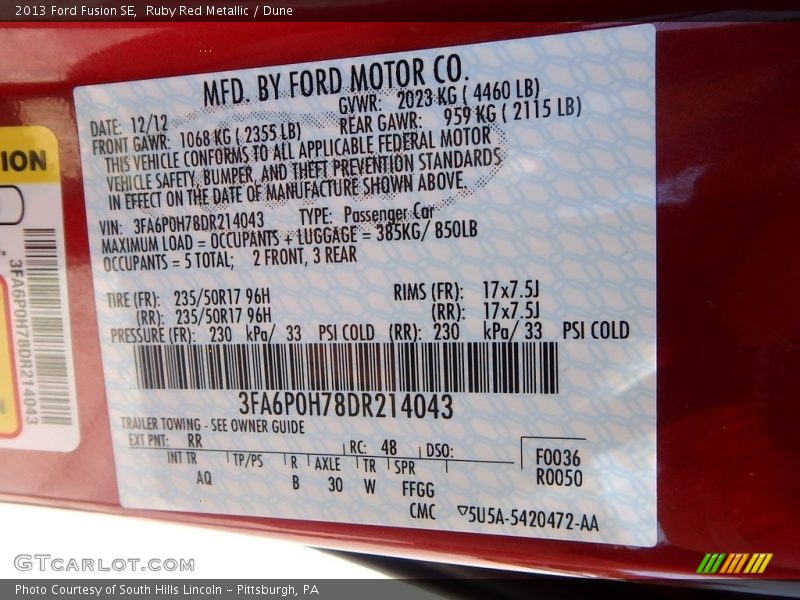 2013 Ford Fusion SE,  Ruby Red Metallic / Dune
MFD. BY FORD MOTOR CO.
DATE: 12/12
GVWR: 2023 KG ( 4460 LB)
FRONT GAWR: 1068 KG ( 2355 LB)
REAR GAWR: 959 KG ( 2115 LB)
THIS VEHICLE CONFORMS TO ALL APPLICABLE FEDERAL MOTOR
VEHICLE SAFETY, BUMPER, AND THEFT PREVENTION STANDARDS
IN EFFECT ON THE DATE OF MANUFACTURE SHOWN ABOVE.
VIN: 3FA6P0H78DR214043 TYPE: Passenger Car
MAXIMUM LOAD = OCCUPANTS + LUGGAGE = 385KG/ 850LB
OCCUPANTS = 5 TOTAL; 2 FRONT, 3 REAR
TIRE (FR): 235/50R17 96H RIMS (FR): 17x7.5J
(RR): 235/50R17 96H (RR): 17x7.5J
PRESSURE (FR): 230 kPa/ 33 PSI COLD (RR): 230 kPa/ 33 PSI COLD
3FA6P0H78DR214043
TRAILER TOWING - SEE OWNER GUIDE
EXT PNT: RR RC: 48 DSO:
INT TR TP/PS R AXLE TR SPR
AQ B 30 W FFGG
F0036
R0050
CMC 5U5A-5420472-AA
ION
3FA6P0H78DR214043
GTCARLOT.COM
Photo Courtesy of South Hills Lincoln - Pittsburgh, PA